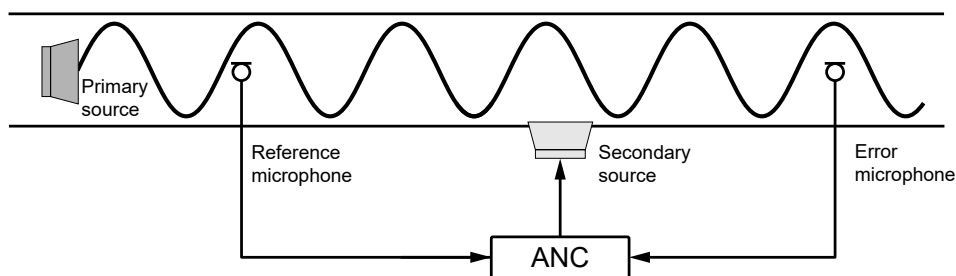 Primary
source
Reference
microphone
Secondary
source
Error
microphone
ANC